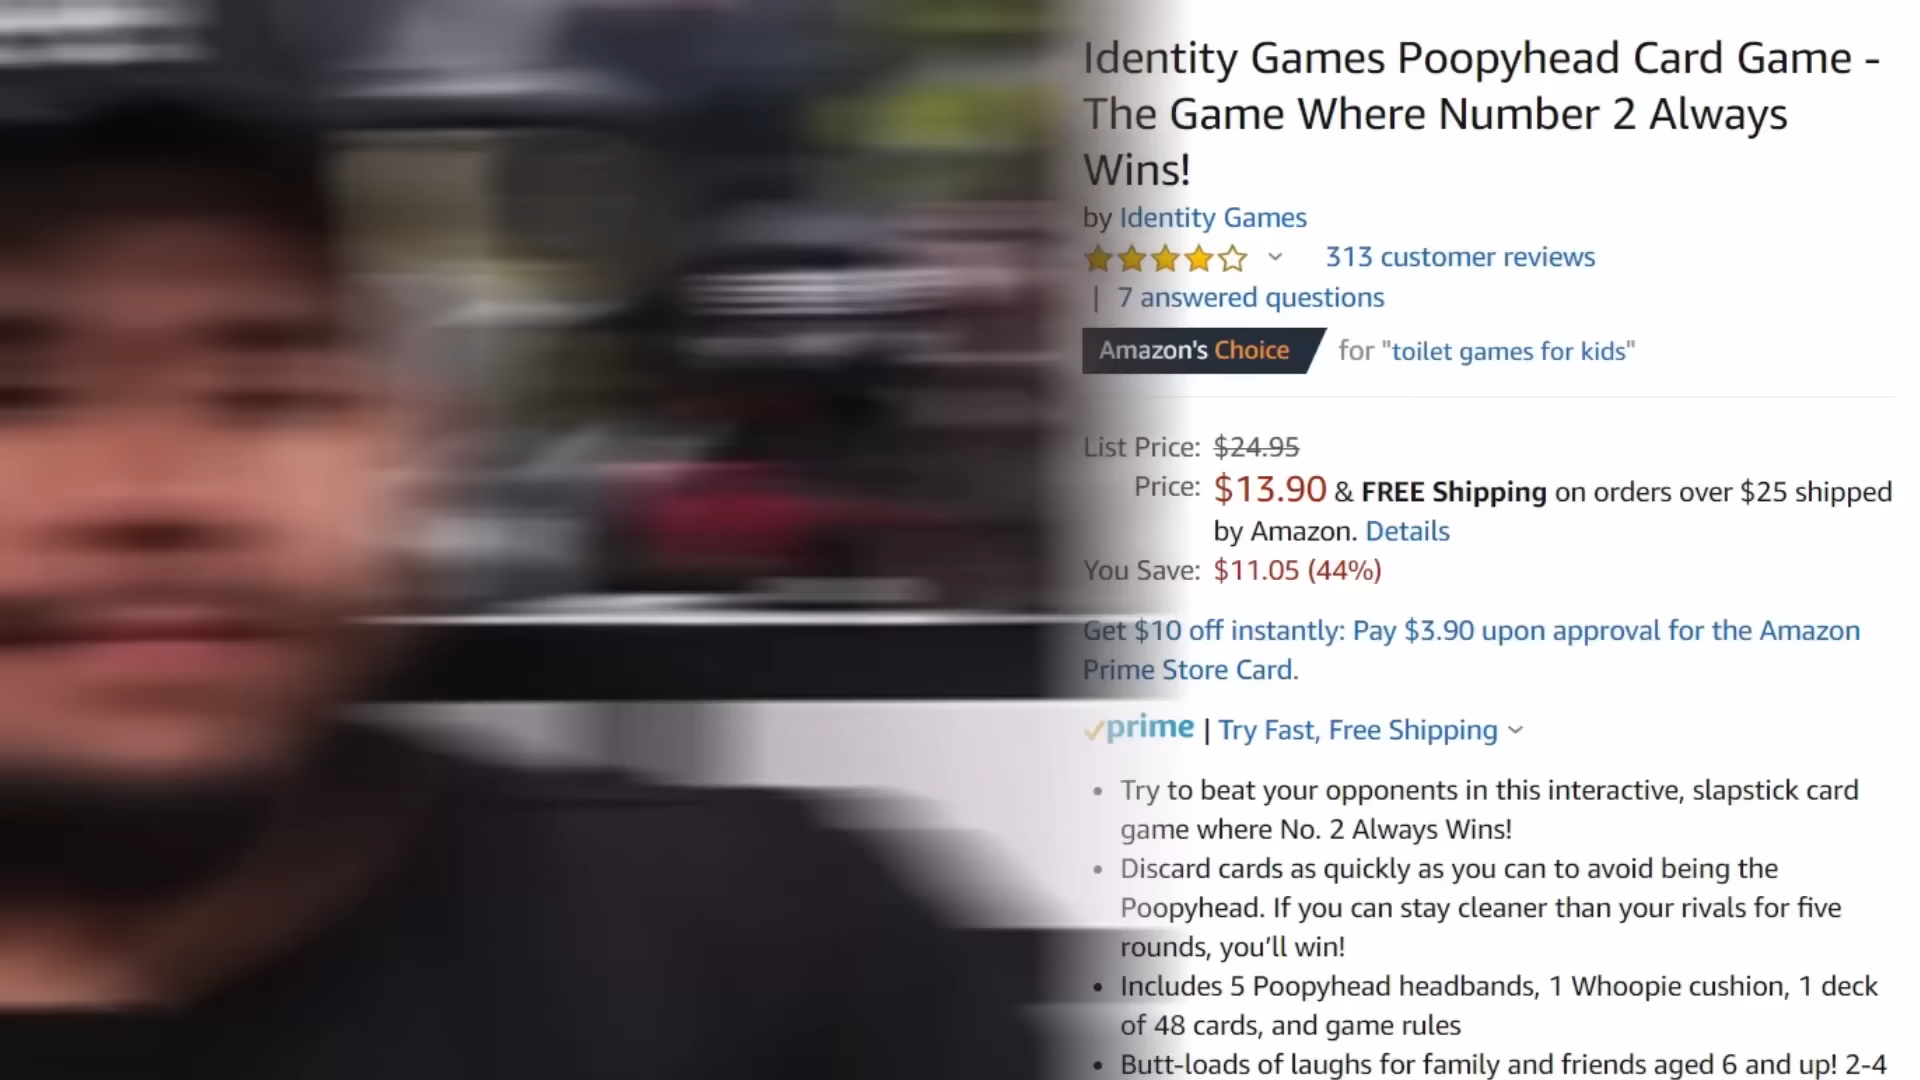 Identity Games Poopyhead Card Game -
The Game Where Number 2 Always
Wins!
by Identity Games
313 customer reviews
| 7 answered questions
Amazon's Choice for "toilet games for kids"
List Price: $24.95
Price: $13.90 & FREE Shipping on orders over $25 shipped
by Amazon. Details
You Save: $11.05 (44%)
Get $10 off instantly: Pay $3.90 upon approval for the Amazon
Prime Store Card.
prime | Try Fast, Free Shipping
• Try to beat your opponents in this interactive, slapstick card
game where No. 2 Always Wins!
• Discard cards as quickly as you can to avoid being the
Poopyhead. If you can stay cleaner than your rivals for five
rounds, you’ll win!
• Includes 5 Poopyhead headbands, 1 Whoopie cushion, 1 deck
of 48 cards, and game rules
• Butt-loads of laughs for family and friends aged 6 and up! 2-4